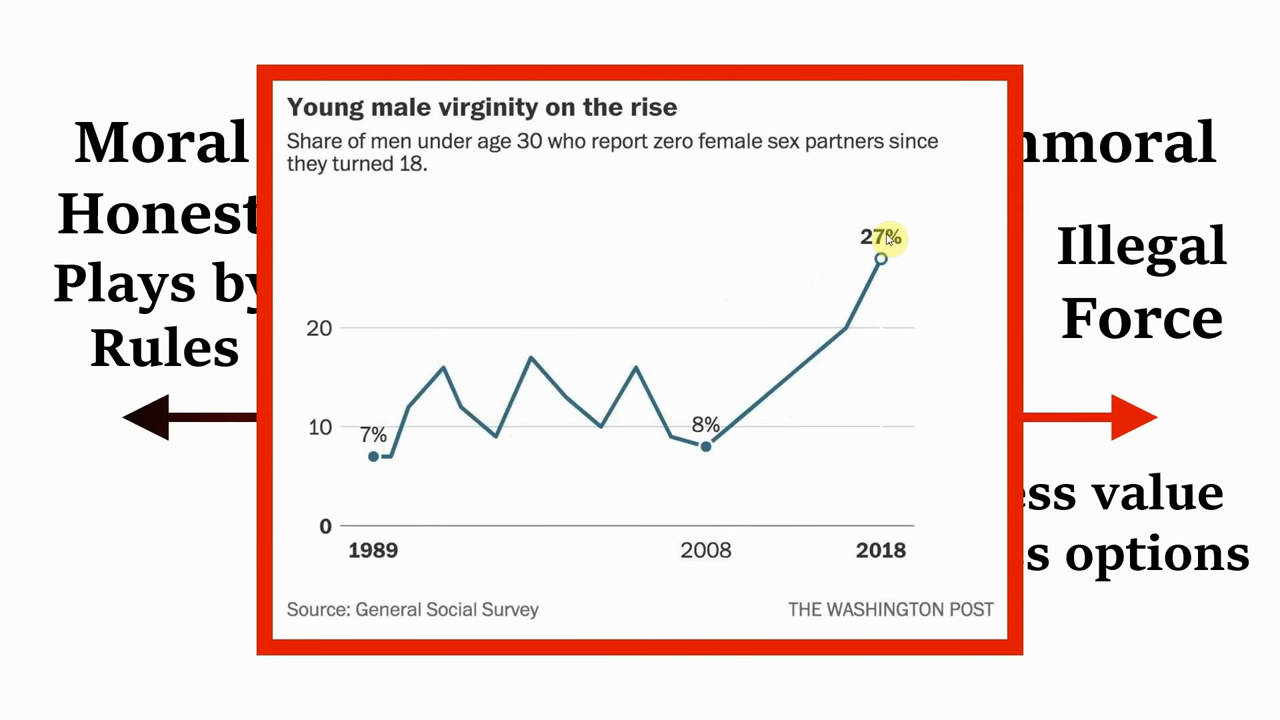 Young male virginity on the rise
Share of men under age 30 who report zero female sex partners since
they turned 18.
Moral
Honest
Plays by
Rules
27%
20
10
7%
8%
0
1989
2008
2018
Source: General Social Survey
THE WASHINGTON POST
nmoral
Illegal
Force
ess value
s options